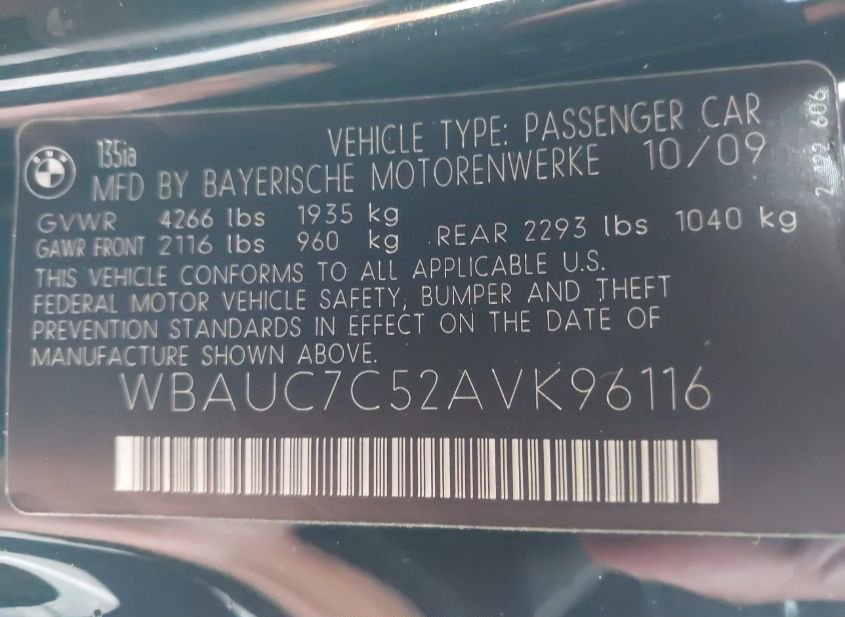 135ia
VEHICLE TYPE: PASSENGER CAR
MFD BY BAYERISCHE MOTORENWERKE 10/09
GVWR 4266 lbs 1935 kg
GAWR FRONT 2116 lbs 960 kg REAR 2293 lbs 1040 kg
THIS VEHICLE CONFORMS TO ALL APPLICABLE U.S.
FEDERAL MOTOR VEHICLE SAFETY, BUMPER AND THEFT
PREVENTION STANDARDS IN EFFECT ON THE DATE OF
MANUFACTURE SHOWN ABOVE.
WBAUC7C52AVK96116
606